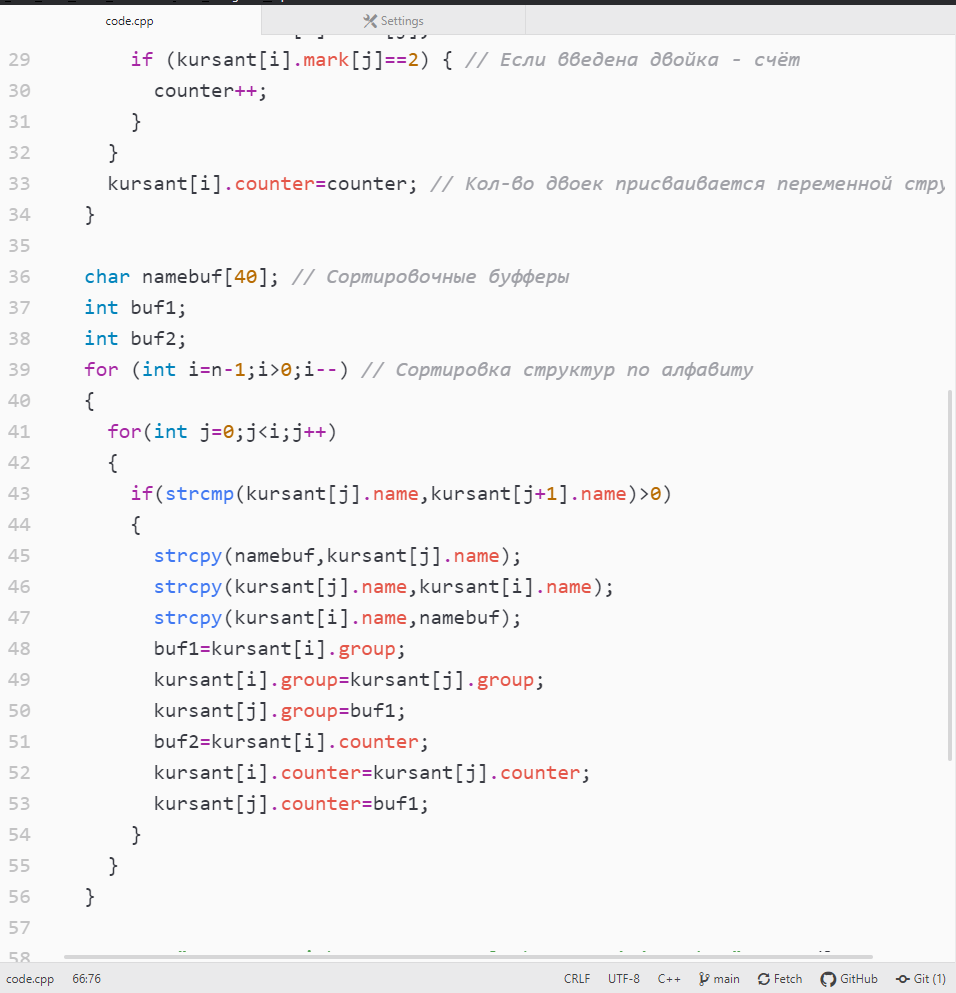 code.cpp
Settings
29 if (kursant[i].mark[j]==2) { // Если введена двойка - счёт
30 counter++;
31 }
32 }
33 kursant[i].counter=counter; // Кол-во двоек присваивается переменной стру
34 }
35
36 char namebuf[40]; // Сортировочные буфферы
37 int buf1;
38 int buf2;
39 for (int i=n-1;i>0;i--) // Сортировка структур по алфавиту
40 {
41 for(int j=0;j<i;j++)
42 {
43 if(strcmp(kursant[j].name,kursant[j+1].name)>0)
44 {
45 strcpy(namebuf,kursant[j].name);
46 strcpy(kursant[j].name,kursant[i].name);
47 strcpy(kursant[i].name,namebuf);
48 buf1=kursant[i].group;
49 kursant[i].group=kursant[j].group;
50 kursant[j].group=buf1;
51 buf2=kursant[i].counter;
52 kursant[i].counter=kursant[j].counter;
53 kursant[j].counter=buf1;
54 }
55 }
56 }
57
58
code.cpp 66:76 CRLF UTF-8 C++ main Fetch GitHub Git (1)